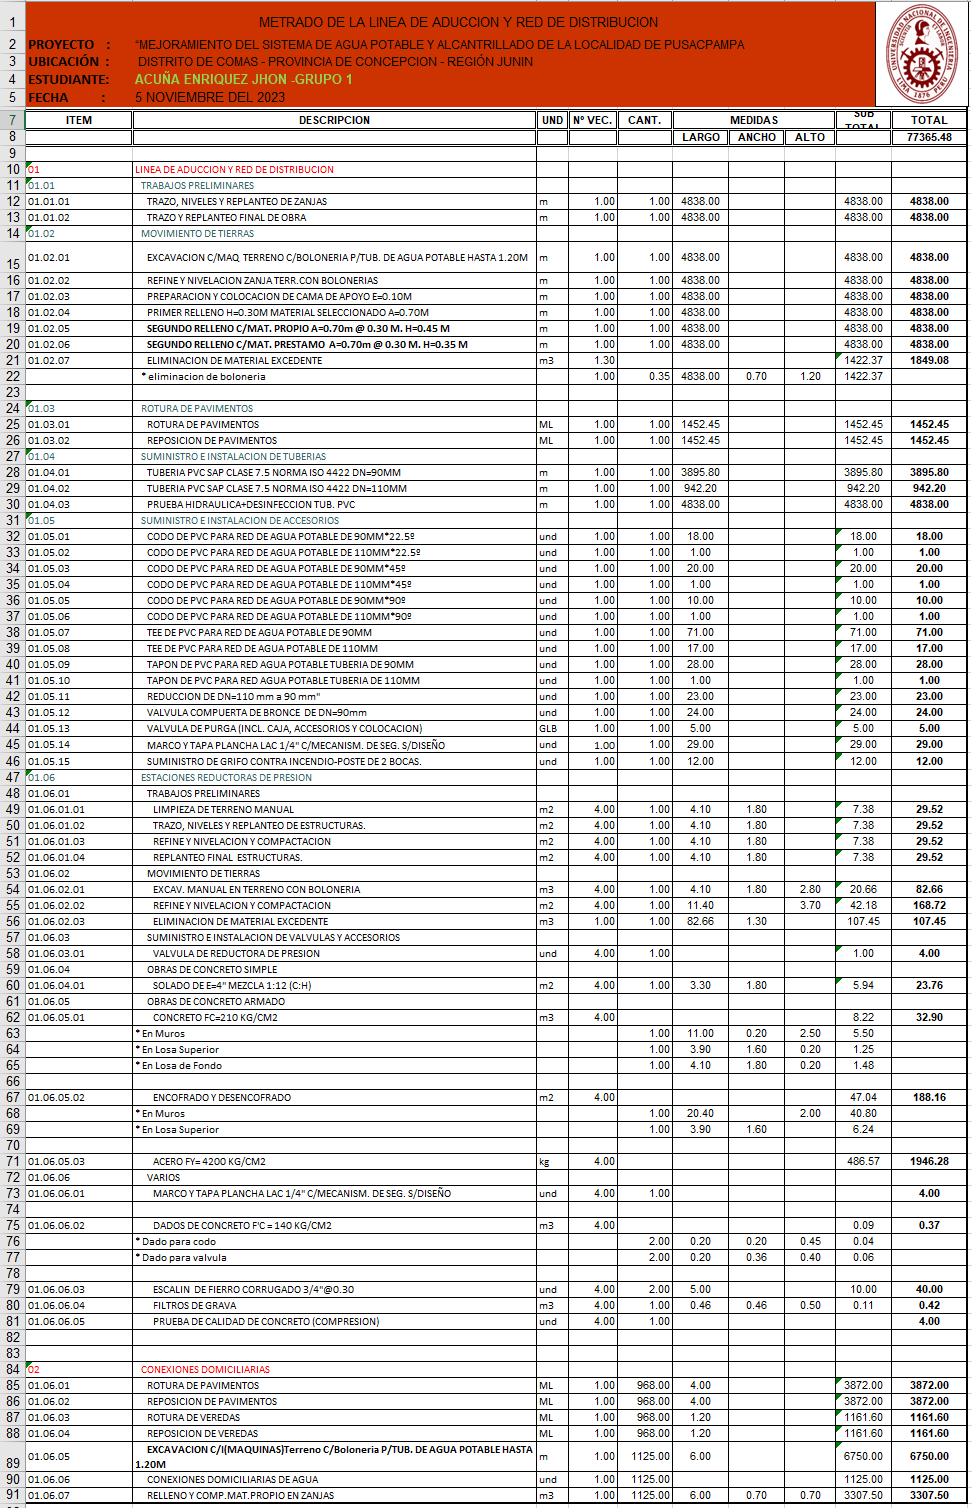 1 METRADO DE LA LINEA DE ADUCCION Y RED DE DISTRIBUCION
2 PROYECTO : "MEJORAMIENTO DEL SISTEMA DE AGUA POTABLE Y ALCANTRILLADO DE LA LOCALIDAD DE PUSACPAMPA
3 UBICACIÓN : DISTRITO DE COMAS - PROVINCIA DE CONCEPCION - REGIÓN JUNIN
4 ESTUDIANTE: ACUÑA ENRIQUEZ JHON -GRUPO 1
5 FECHA : 5 NOVIEMBRE DEL 2023
UNIVERSIDAD NACIONAL DE INGENIERIA
LIMA 1876 PERU
7 ITEM DESCRIPCION UND Nº VEC. CANT. MEDIDAS SUB TOTAL TOTAL
8 LARGO ANCHO ALTO 77365.48
9
10 01 LINEA DE ADUCCION Y RED DE DISTRIBUCION
11 01.01 TRABAJOS PRELIMINARES
12 01.01.01 TRAZO, NIVELES Y REPLANTEO DE ZANJAS m 1.00 1.00 4838.00 4838.00 4838.00
13 01.01.02 TRAZO Y REPLANTEO FINAL DE OBRA m 1.00 1.00 4838.00 4838.00 4838.00
14 01.02 MOVIMIENTO DE TIERRAS
15 01.02.01 EXCAVACION C/MAQ TERRENO C/BOLONERIA P/TUB. DE AGUA POTABLE HASTA 1.20M m 1.00 1.00 4838.00 4838.00 4838.00
16 01.02.02 REFINE Y NIVELACION ZANJA TERR.CON BOLONERIAS m 1.00 1.00 4838.00 4838.00 4838.00
17 01.02.03 PREPARACION Y COLOCACION DE CAMA DE APOYO E=0.10M m 1.00 1.00 4838.00 4838.00 4838.00
18 01.02.04 PRIMER RELLENO H=0.30M MATERIAL SELECCIONADO A=0.70M m 1.00 1.00 4838.00 4838.00 4838.00
19 01.02.05 SEGUNDO RELLENO C/MAT. PROPIO A=0.70m @ 0.30 M. H=0.45 M m 1.00 1.00 4838.00 4838.00 4838.00
20 01.02.06 SEGUNDO RELLENO C/MAT. PRESTAMO A=0.70m @ 0.30 M. H=0.35 M m 1.00 1.00 4838.00 4838.00 4838.00
21 01.02.07 ELIMINACION DE MATERIAL EXCEDENTE m3 1.30 1422.37 1849.08
22 * eliminacion de boloneria 1.00 0.35 4838.00 0.70 1.20 1422.37
23
24 01.03 ROTURA DE PAVIMENTOS
25 01.03.01 ROTURA DE PAVIMENTOS ML 1.00 1.00 1452.45 1452.45 1452.45
26 01.03.02 REPOSICION DE PAVIMENTOS ML 1.00 1.00 1452.45 1452.45 1452.45
27 01.04 SUMINISTRO E INSTALACION DE TUBERIAS
28 01.04.01 TUBERIA PVC SAP CLASE 7.5 NORMA ISO 4422 DN=90MM m 1.00 1.00 3895.80 3895.80 3895.80
29 01.04.02 TUBERIA PVC SAP CLASE 7.5 NORMA ISO 4422 DN=110MM m 1.00 1.00 942.20 942.20 942.20
30 01.04.03 PRUEBA HIDRAULICA+DESINFECCION TUB. PVC m 1.00 1.00 4838.00 4838.00 4838.00
31 01.05 SUMINISTRO E INSTALACION DE ACCESORIOS
32 01.05.01 CODO DE PVC PARA RED DE AGUA POTABLE DE 90MM*22.5º und 1.00 1.00 18.00 18.00 18.00
33 01.05.02 CODO DE PVC PARA RED DE AGUA POTABLE DE 110MM*22.5º und 1.00 1.00 1.00 1.00 1.00
34 01.05.03 CODO DE PVC PARA RED DE AGUA POTABLE DE 90MM*45º und 1.00 1.00 20.00 20.00 20.00
35 01.05.04 CODO DE PVC PARA RED DE AGUA POTABLE DE 110MM*45º und 1.00 1.00 1.00 1.00 1.00
36 01.05.05 CODO DE PVC PARA RED DE AGUA POTABLE DE 90MM*90º und 1.00 1.00 10.00 10.00 10.00
37 01.05.06 CODO DE PVC PARA RED DE AGUA POTABLE DE 110MM*90º und 1.00 1.00 1.00 1.00 1.00
38 01.05.07 TEE DE PVC PARA RED DE AGUA POTABLE DE 90MM und 1.00 1.00 71.00 71.00 71.00
39 01.05.08 TEE DE PVC PARA RED DE AGUA POTABLE DE 110MM und 1.00 1.00 17.00 17.00 17.00
40 01.05.09 TAPON DE PVC PARA RED AGUA POTABLE TUBERIA DE 90MM und 1.00 1.00 28.00 28.00 28.00
41 01.05.10 TAPON DE PVC PARA RED AGUA POTABLE TUBERIA DE 110MM und 1.00 1.00 1.00 1.00 1.00
42 01.05.11 REDUCCION DE DN=110 mm a 90 mm" und 1.00 1.00 23.00 23.00 23.00
43 01.05.12 VALVULA COMPUERTA DE BRONCE DE DN=90mm und 1.00 1.00 24.00 24.00 24.00
44 01.05.13 VALVULA DE PURGA (INCL. CAJA, ACCESORIOS Y COLOCACION) GLB 1.00 1.00 5.00 5.00 5.00
45 01.05.14 MARCO Y TAPA PLANCHA LAC 1/4" C/MECANISM. DE SEG. S/DISEÑO und 1.00 1.00 29.00 29.00 29.00
46 01.05.15 SUMINISTRO DE GRIFO CONTRA INCENDIO-POSTE DE 2 BOCAS. und 1.00 1.00 12.00 12.00 12.00
47 01.06 ESTACIONES REDUCTORAS DE PRESION
48 01.06.01 TRABAJOS PRELIMINARES
49 01.06.01.01 LIMPIEZA DE TERRENO MANUAL m2 4.00 1.00 4.10 1.80 7.38 29.52
50 01.06.01.02 TRAZO, NIVELES Y REPLANTEO DE ESTRUCTURAS. m2 4.00 1.00 4.10 1.80 7.38 29.52
51 01.06.01.03 REFINE Y NIVELACION Y COMPACTACION m2 4.00 1.00 4.10 1.80 7.38 29.52
52 01.06.01.04 REPLANTEO FINAL ESTRUCTURAS. m2 4.00 1.00 4.10 1.80 7.38 29.52
53 01.06.02 MOVIMIENTO DE TIERRAS
54 01.06.02.01 EXCAV. MANUAL EN TERRENO CON BOLONERIA m3 4.00 1.00 4.10 1.80 2.80 20.66 82.66
55 01.06.02.02 REFINE Y NIVELACION Y COMPACTACION m2 4.00 1.00 11.40 3.70 42.18 168.72
56 01.06.02.03 ELIMINACION DE MATERIAL EXCEDENTE m3 1.00 1.00 82.66 1.30 107.45 107.45
57 01.06.03 SUMINISTRO E INSTALACION DE VALVULAS Y ACCESORIOS
58 01.06.03.01 VALVULA DE REDUCTORA DE PRESION und 4.00 1.00 1.00 4.00
59 01.06.04 OBRAS DE CONCRETO SIMPLE
60 01.06.04.01 SOLADO DE E=4" MEZCLA 1:12 (C:H) m2 4.00 1.00 3.30 1.80 5.94 23.76
61 01.06.05 OBRAS DE CONCRETO ARMADO
62 01.06.05.01 CONCRETO FC=210 KG/CM2 m3 4.00 8.22 32.90
63 * En Muros 1.00 11.00 0.20 2.50 5.50
64 * En Losa Superior 1.00 3.90 1.60 0.20 1.25
65 * En Losa de Fondo 1.00 4.10 1.80 0.20 1.48
66
67 01.06.05.02 ENCOFRADO Y DESENCOFRADO m2 4.00 47.04 188.16
68 * En Muros 1.00 20.40 2.00 40.80
69 * En Losa Superior 1.00 3.90 1.60 6.24
70
71 01.06.05.03 ACERO FY= 4200 KG/CM2 kg 4.00 486.57 1946.28
72 01.06.06 VARIOS
73 01.06.06.01 MARCO Y TAPA PLANCHA LAC 1/4" C/MECANISM. DE SEG. S/DISEÑO und 4.00 1.00 4.00
74
75 01.06.06.02 DADOS DE CONCRETO F'C = 140 KG/CM2 m3 4.00 0.09 0.37
76 * Dado para codo 2.00 0.20 0.20 0.45 0.04
77 * Dado para valvula 2.00 0.20 0.36 0.40 0.06
78
79 01.06.06.03 ESCALIN DE FIERRO CORRUGADO 3/4"@0.30 und 4.00 2.00 5.00 10.00 40.00
80 01.06.06.04 FILTROS DE GRAVA m3 4.00 1.00 0.46 0.46 0.50 0.11 0.42
81 01.06.06.05 PRUEBA DE CALIDAD DE CONCRETO (COMPRESION) und 4.00 1.00 4.00
82
83
84 02 CONEXIONES DOMICILIARIAS
85 01.06.01 ROTURA DE PAVIMENTOS ML 1.00 968.00 4.00 3872.00 3872.00
86 01.06.02 REPOSICION DE PAVIMENTOS ML 1.00 968.00 4.00 3872.00 3872.00
87 01.06.03 ROTURA DE VEREDAS ML 1.00 968.00 1.20 1161.60 1161.60
88 01.06.04 REPOSICION DE VEREDAS ML 1.00 968.00 1.20 1161.60 1161.60
89 01.06.05 EXCAVACION C/I(MAQUINAS)Terreno C/Boloneria P/TUB. DE AGUA POTABLE HASTA 1.20M m 1.00 1125.00 6.00 6750.00 6750.00
90 01.06.06 CONEXIONES DOMICILIARIAS DE AGUA und 1.00 1125.00 1125.00 1125.00
91 01.06.07 RELLENO Y COMP.MAT.PROPIO EN ZANJAS m3 1.00 1125.00 6.00 0.70 0.70 3307.50 3307.50